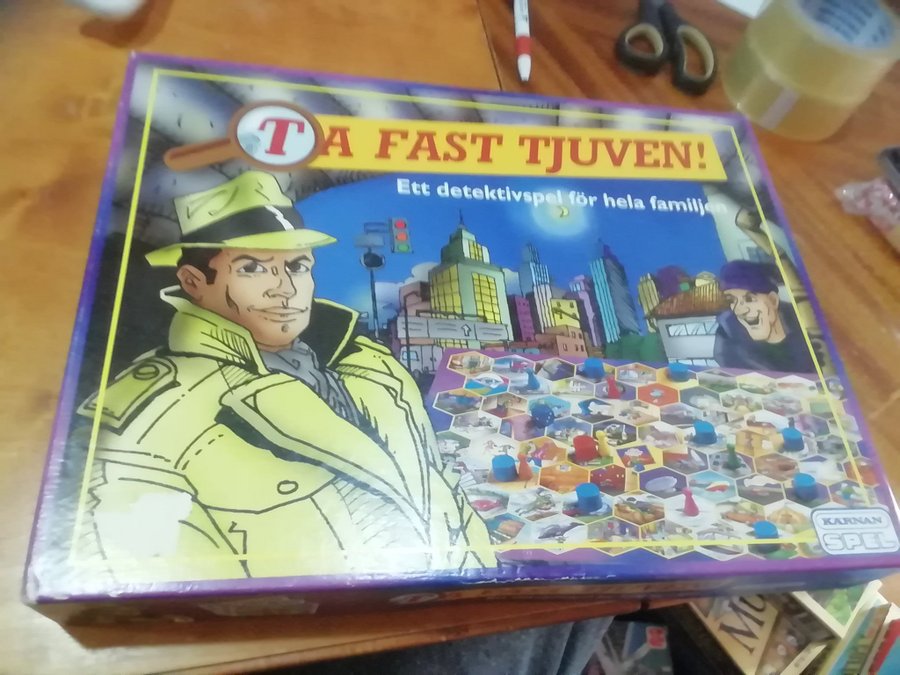 TA FAST TJUVEN!
Ett detektivspel för hela familjen
KARNAN
SPEL